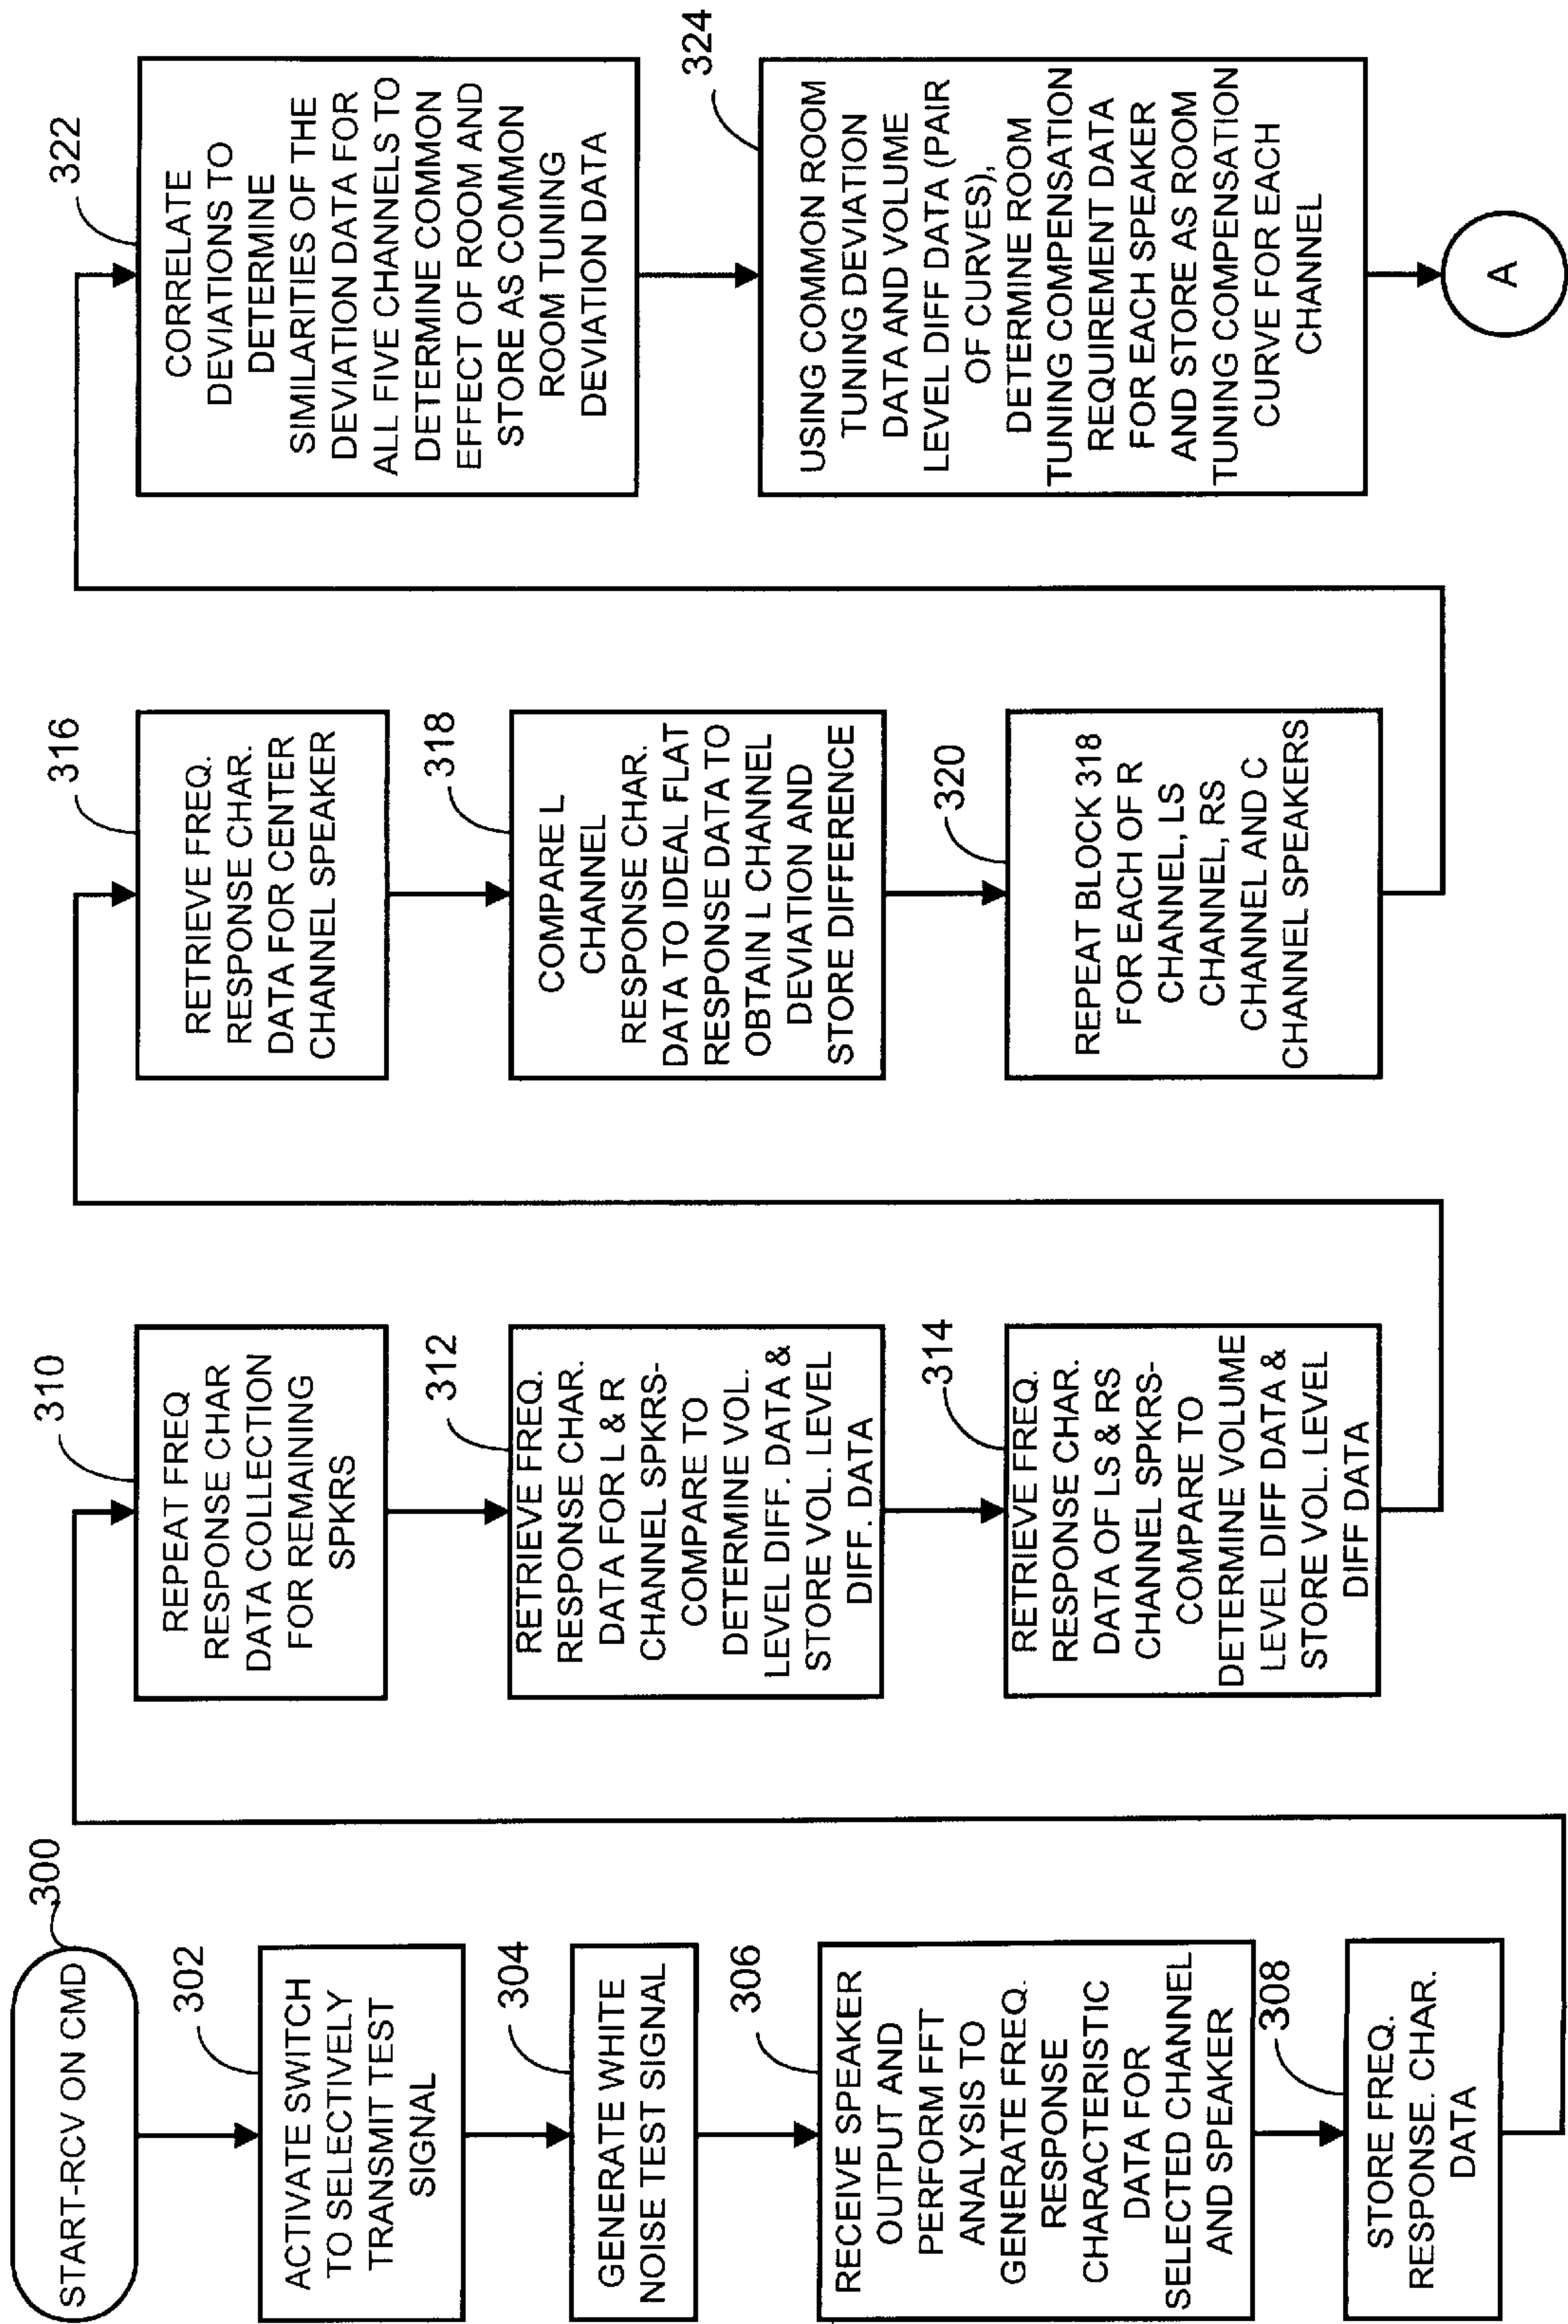 300
START-RCV ON CMD
302
ACTIVATE SWITCH
TO SELECTIVELY
TRANSMIT TEST
SIGNAL
304
GENERATE WHITE
NOISE TEST SIGNAL
306
RECEIVE SPEAKER
OUTPUT AND
PERFORM FFT
ANALYSIS TO
GENERATE FREQ.
RESPONSE
CHARACTERISTIC
DATA FOR
SELECTED CHANNEL
AND SPEAKER
308
STORE FREQ.
RESPONSE. CHAR.
DATA
310
REPEAT FREQ
RESPONSE CHAR
DATA COLLECTION
FOR REMAINING
SPKRS
312
RETRIEVE FREQ.
RESPONSE CHAR.
DATA FOR L & R
CHANNEL SPKRS-
COMPARE TO
DETERMINE VOL.
LEVEL DIFF. DATA &
STORE VOL. LEVEL
DIFF. DATA
314
RETRIEVE FREQ.
RESPONSE CHAR.
DATA OF LS & RS
CHANNEL SPKRS-
COMPARE TO
DETERMINE VOLUME
LEVEL DIFF DATA &
STORE VOL. LEVEL
DIFF DATA
316
RETRIEVE FREQ.
RESPONSE CHAR.
DATA FOR CENTER
CHANNEL SPEAKER
318
COMPARE L
CHANNEL
RESPONSE CHAR.
DATA TO IDEAL FLAT
RESPONSE DATA TO
OBTAIN L CHANNEL
DEVIATION AND
STORE DIFFERENCE
320
REPEAT BLOCK 318
FOR EACH OF R
CHANNEL, LS
CHANNEL, RS
CHANNEL AND C
CHANNEL SPEAKERS
322
CORRELATE
DEVIATIONS TO
DETERMINE
SIMILARITIES OF THE
DEVIATION DATA FOR
ALL FIVE CHANNELS TO
DETERMINE COMMON
EFFECT OF ROOM AND
STORE AS COMMON
ROOM TUNING
DEVIATION DATA
324
USING COMMON ROOM
TUNING DEVIATION
DATA AND VOLUME
LEVEL DIFF DATA (PAIR
OF CURVES),
DETERMINE ROOM
TUNING COMPENSATION
REQUIREMENT DATA
FOR EACH SPEAKER
AND STORE AS ROOM
TUNING COMPENSATION
CURVE FOR EACH
CHANNEL
A